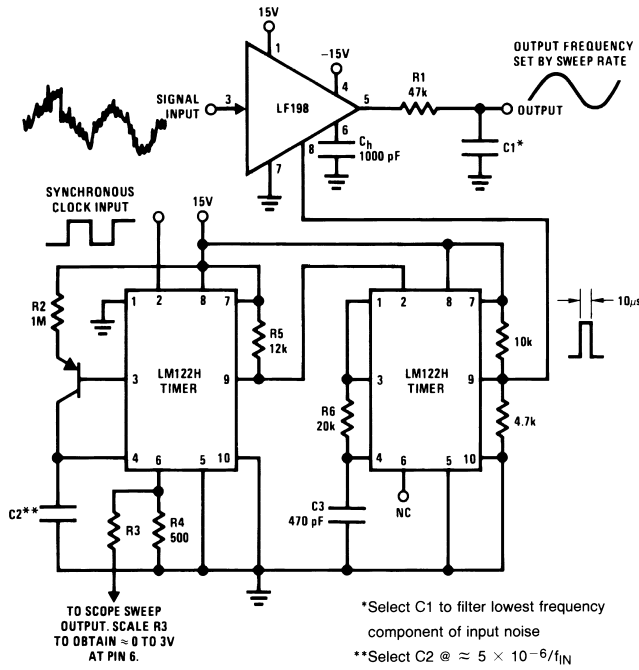 15V
1
-15V
OUTPUT FREQUENCY
SET BY SWEEP RATE
4
R1
47k
SIGNAL
INPUT
3
LF198
5
OUTPUT
6
8
Ch
1000 pF
C1*
7
SYNCHRONOUS
CLOCK INPUT
15V
R2
1M
1
2
8
7
R5
12k
LM122H
TIMER
3
9
4
6
5
10
C2**
R3
R4
500
TO SCOPE SWEEP
OUTPUT. SCALE R3
TO OBTAIN ≈ 0 TO 3V
AT PIN 6.
1
2
8
7
10k
10μs
LM122H
TIMER
3
9
R6
20k
4.7k
4
6
5
10
C3
470 pF
NC
*Select C1 to filter lowest frequency
component of input noise
**Select C2 @ ≈ 5 × 10⁻⁶/fIN